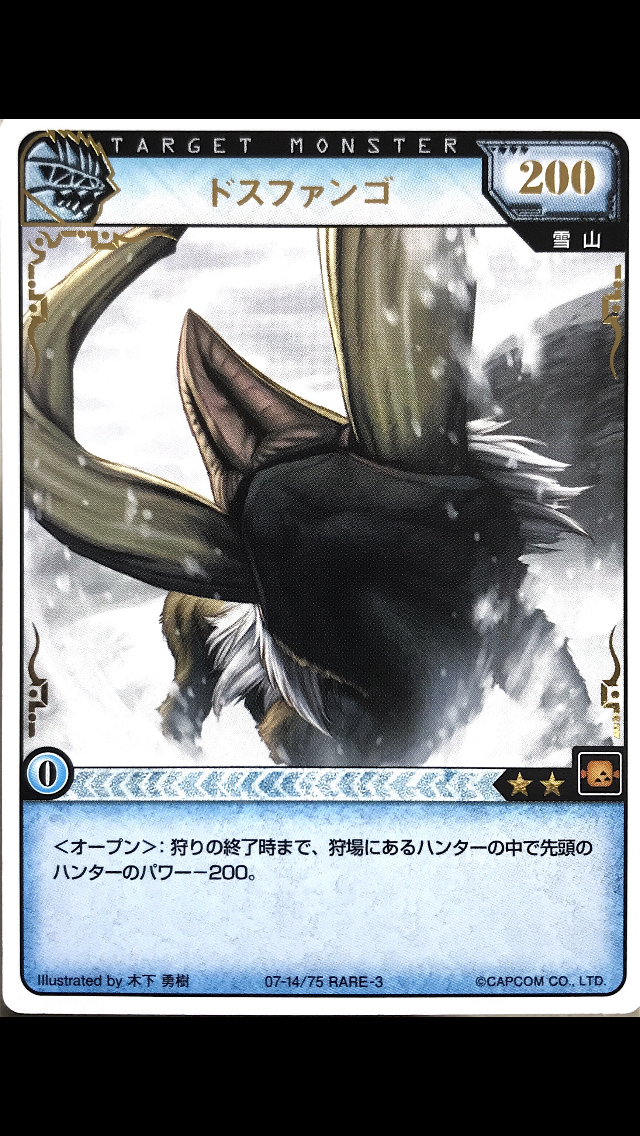 TARGET MONSTER
ドスファンゴ
200
雪山
0
＜オープン＞：狩りの終了時まで、狩場にあるハンターの中で先頭の
ハンターのパワー－200。
Illustrated by 木下 勇樹 07-14/75 RARE-3 ©CAPCOM CO., LTD.